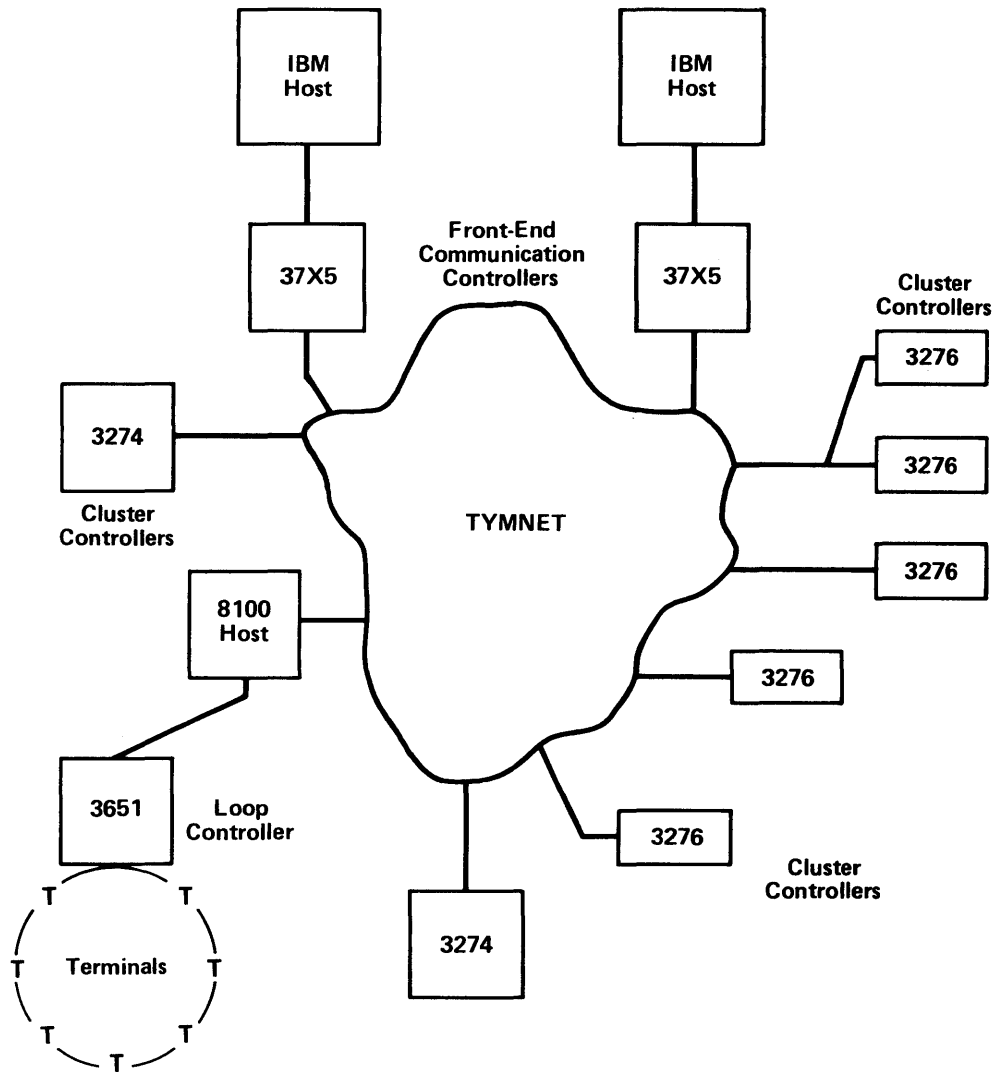 IBM
Host
IBM
Host
Front-End
Communication
Controllers
37X5
37X5
Cluster
Controllers
3276
3274
3276
Cluster
Controllers
TYMNET
3276
8100
Host
3276
3651
Loop
Controller
3276
Cluster
Controllers
T
T
T
Terminals
T
T
T
T
3274